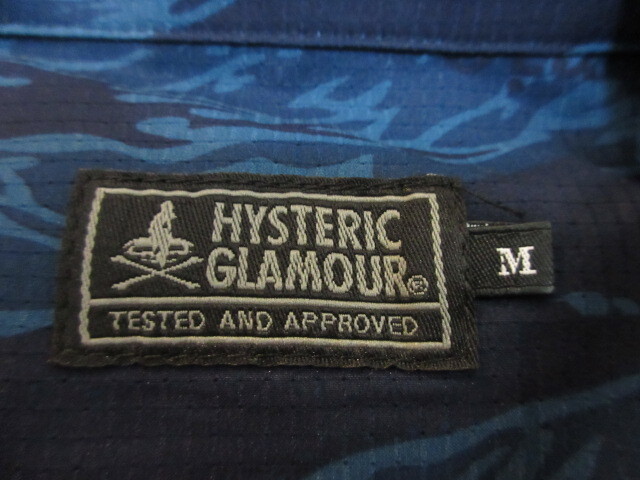 HYSTERIC
GLAMOUR®
TESTED AND APPROVED
M